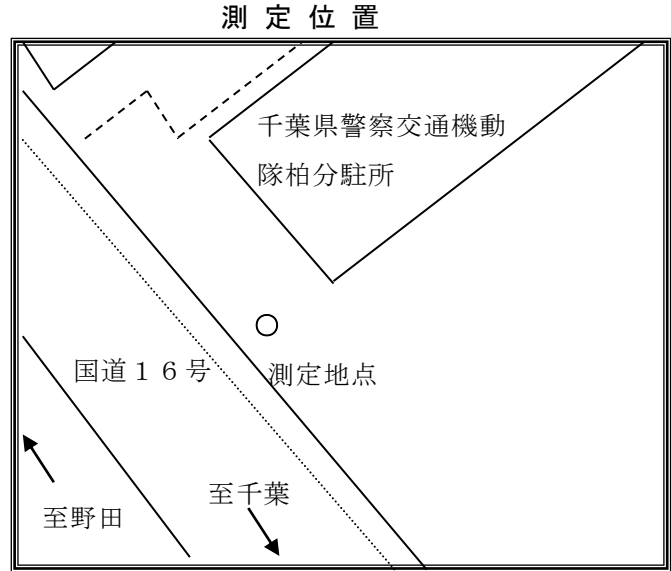 測定位置
千葉県警察交通機動
隊柏分駐所
国道１６号
測定地点
至千葉
至野田